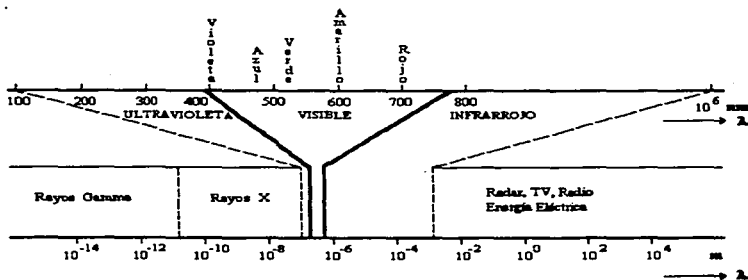 Violeta Azul Verde Amarillo Rojo
100 200 300 400 500 600 700 800 10⁶ nm
ULTRAVIOLETA VISIBLE INFRARROJO λ
Rayos Gamma Rayos X Radar, TV, Radio
Energía Eléctrica
10⁻¹⁴ 10⁻¹² 10⁻¹⁰ 10⁻⁸ 10⁻⁶ 10⁻⁴ 10⁻² 10⁰ 10² 10⁴ m
λ